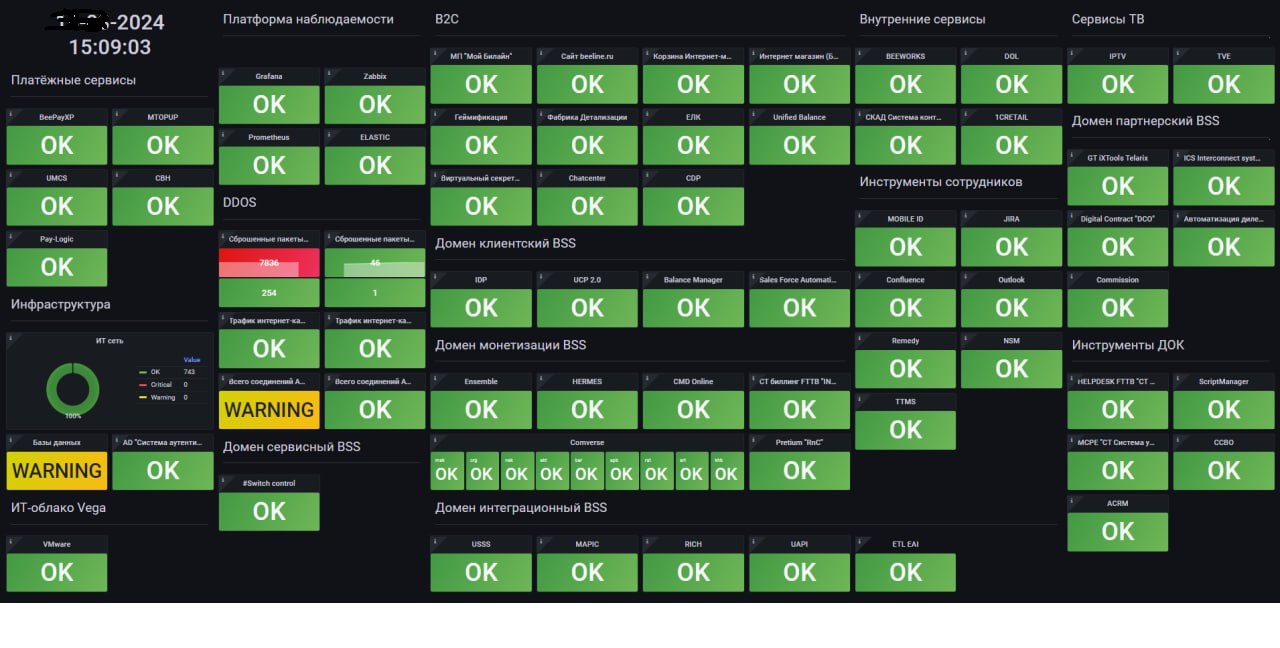 -2024
15:09:03
Платёжные сервисы
BeePayXP
MTOPUP
OK
OK
UMCS
CBH
OK
OK
Pay-Logic
OK
Инфраструктура
ИТ сеть
Value
OK 743
Critical 0
Warning 0
100%
Базы данных
AD "Система аутенти...
WARNING
OK
ИТ-облако Vega
VMware
OK
Платформа наблюдаемости
Grafana
Zabbix
OK
OK
Prometheus
ELASTIC
OK
OK
DDOS
Сброшенные пакеты...
Сброшенные пакеты...
7836
46
254
1
Трафик интернет-ка...
Трафик интернет-ка...
OK
OK
Всего соединений А...
Всего соединений А...
WARNING
OK
Домен сервисный BSS
#Switch control
OK
B2C
МП "Мой Билайн"
Сайт beeline.ru
Корзина Интернет-м...
Интернет магазин (Б...
OK
OK
OK
OK
Геймификация
Фабрика Детализации
ЕЛК
Unified Balance
OK
OK
OK
OK
Виртуальный секрет...
Chatcenter
CDP
OK
OK
OK
Домен клиентский BSS
IDP
UCP 2.0
Balance Manager
Sales Force Automati...
OK
OK
OK
OK
Домен монетизации BSS
Ensemble
HERMES
CMD Online
СТ биллинг FTTB "IN...
OK
OK
OK
OK
Comverse
Pretium "RnC"
OK
OK
OK
OK
OK
OK
OK
OK
OK
OK
Домен интеграционный BSS
USSS
MAPIC
RICH
UAPI
ETL EAI
OK
OK
OK
OK
OK
Внутренние сервисы
BEEWORKS
DOL
OK
OK
СКАД Система конт...
1CRETAIL
OK
OK
Инструменты сотрудников
MOBILE ID
JIRA
OK
OK
Confluence
Outlook
OK
OK
Remedy
NSM
OK
OK
TTMS
OK
Сервисы ТВ
IPTV
TVE
OK
OK
Домен партнерский BSS
GT iXTools Telarix
ICS Interconnect syst...
OK
OK
Digital Contract "DCO"
Автоматизация диле...
OK
OK
Commission
OK
Инструменты ДОК
HELPDESK FTTB "СТ ...
ScriptManager
OK
OK
МСРЕ "СТ Система у...
CCBO
OK
OK
ACRM
OK